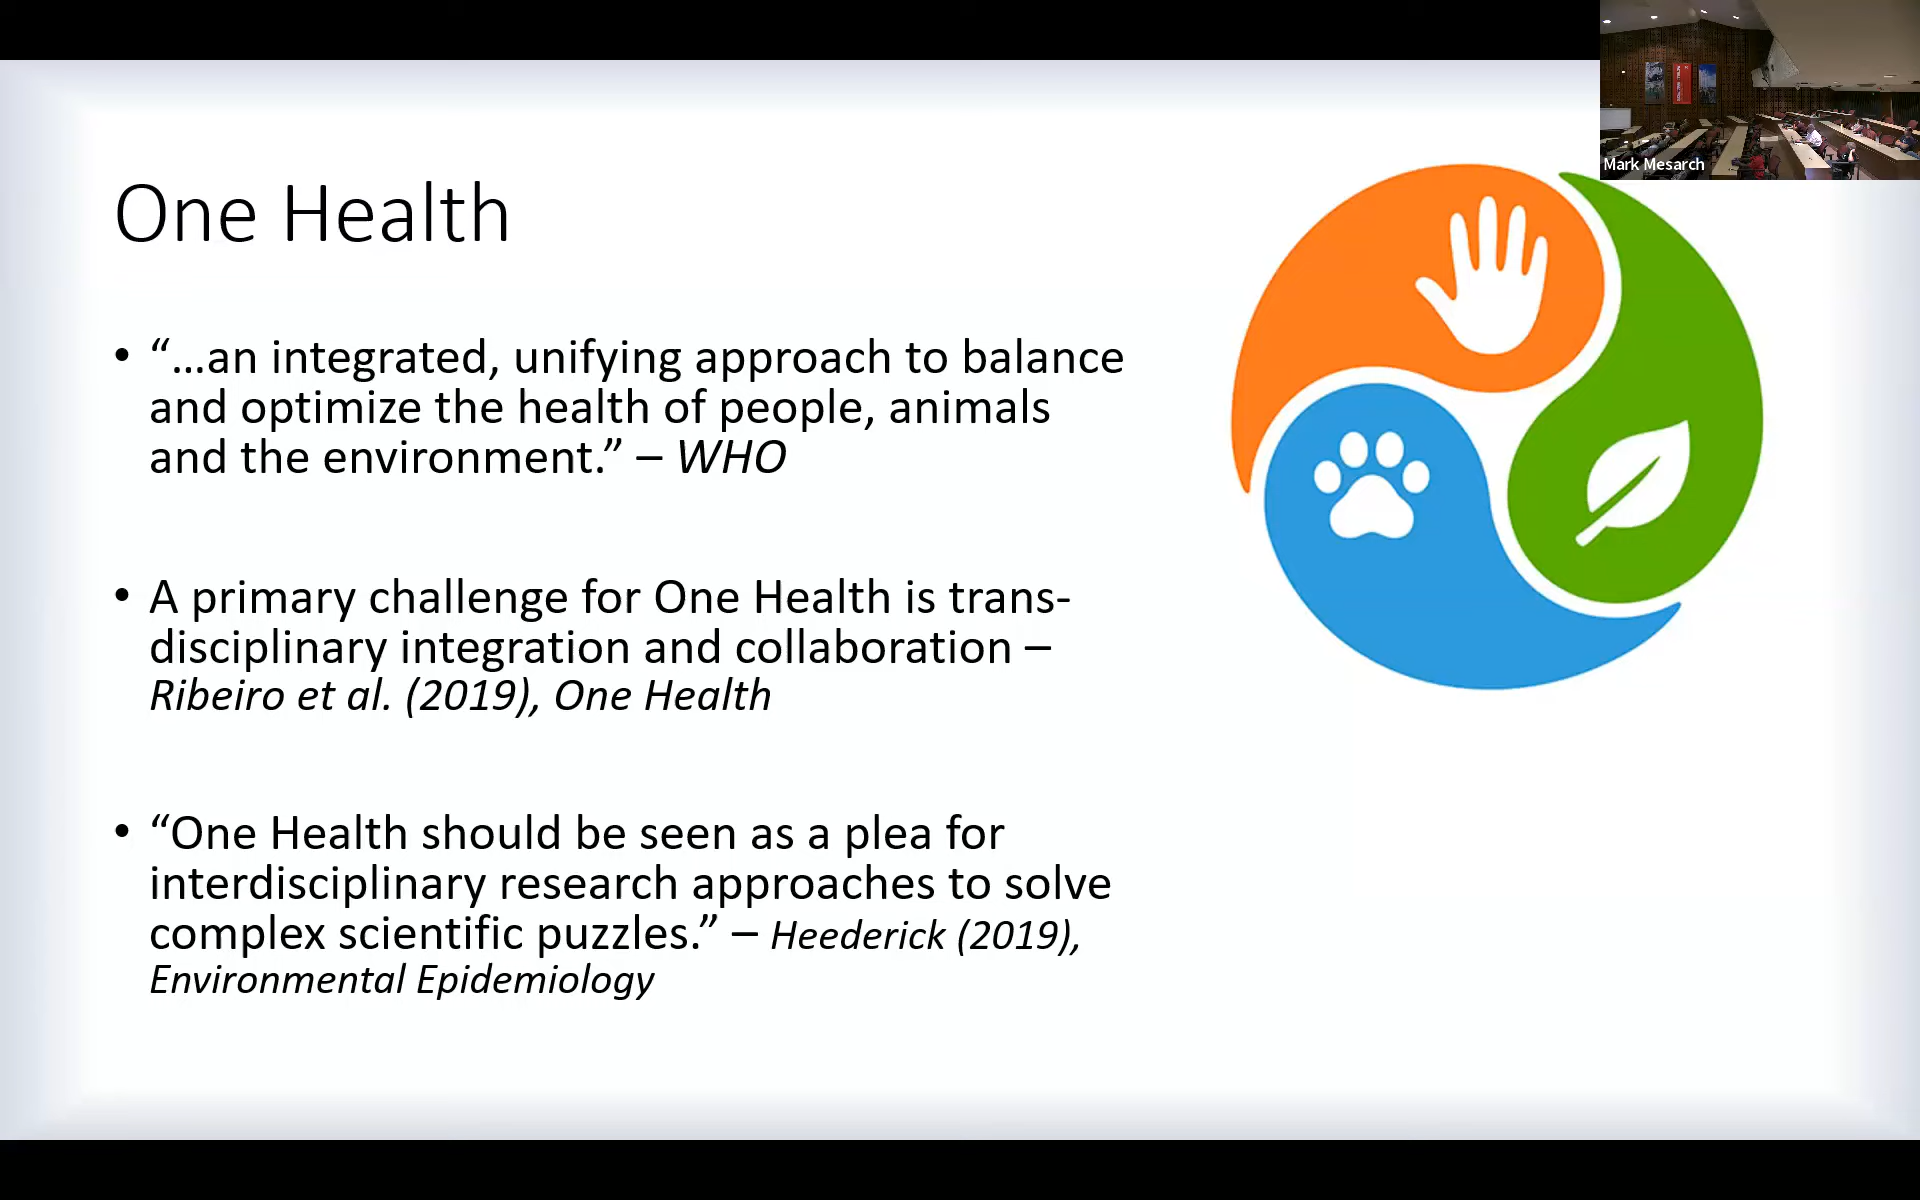 Mark Mesarch
One Health
• “…an integrated, unifying approach to balance
and optimize the health of people, animals
and the environment.” – WHO
• A primary challenge for One Health is trans-
disciplinary integration and collaboration –
Ribeiro et al. (2019), One Health
• “One Health should be seen as a plea for
interdisciplinary research approaches to solve
complex scientific puzzles.” – Heederick (2019),
Environmental Epidemiology